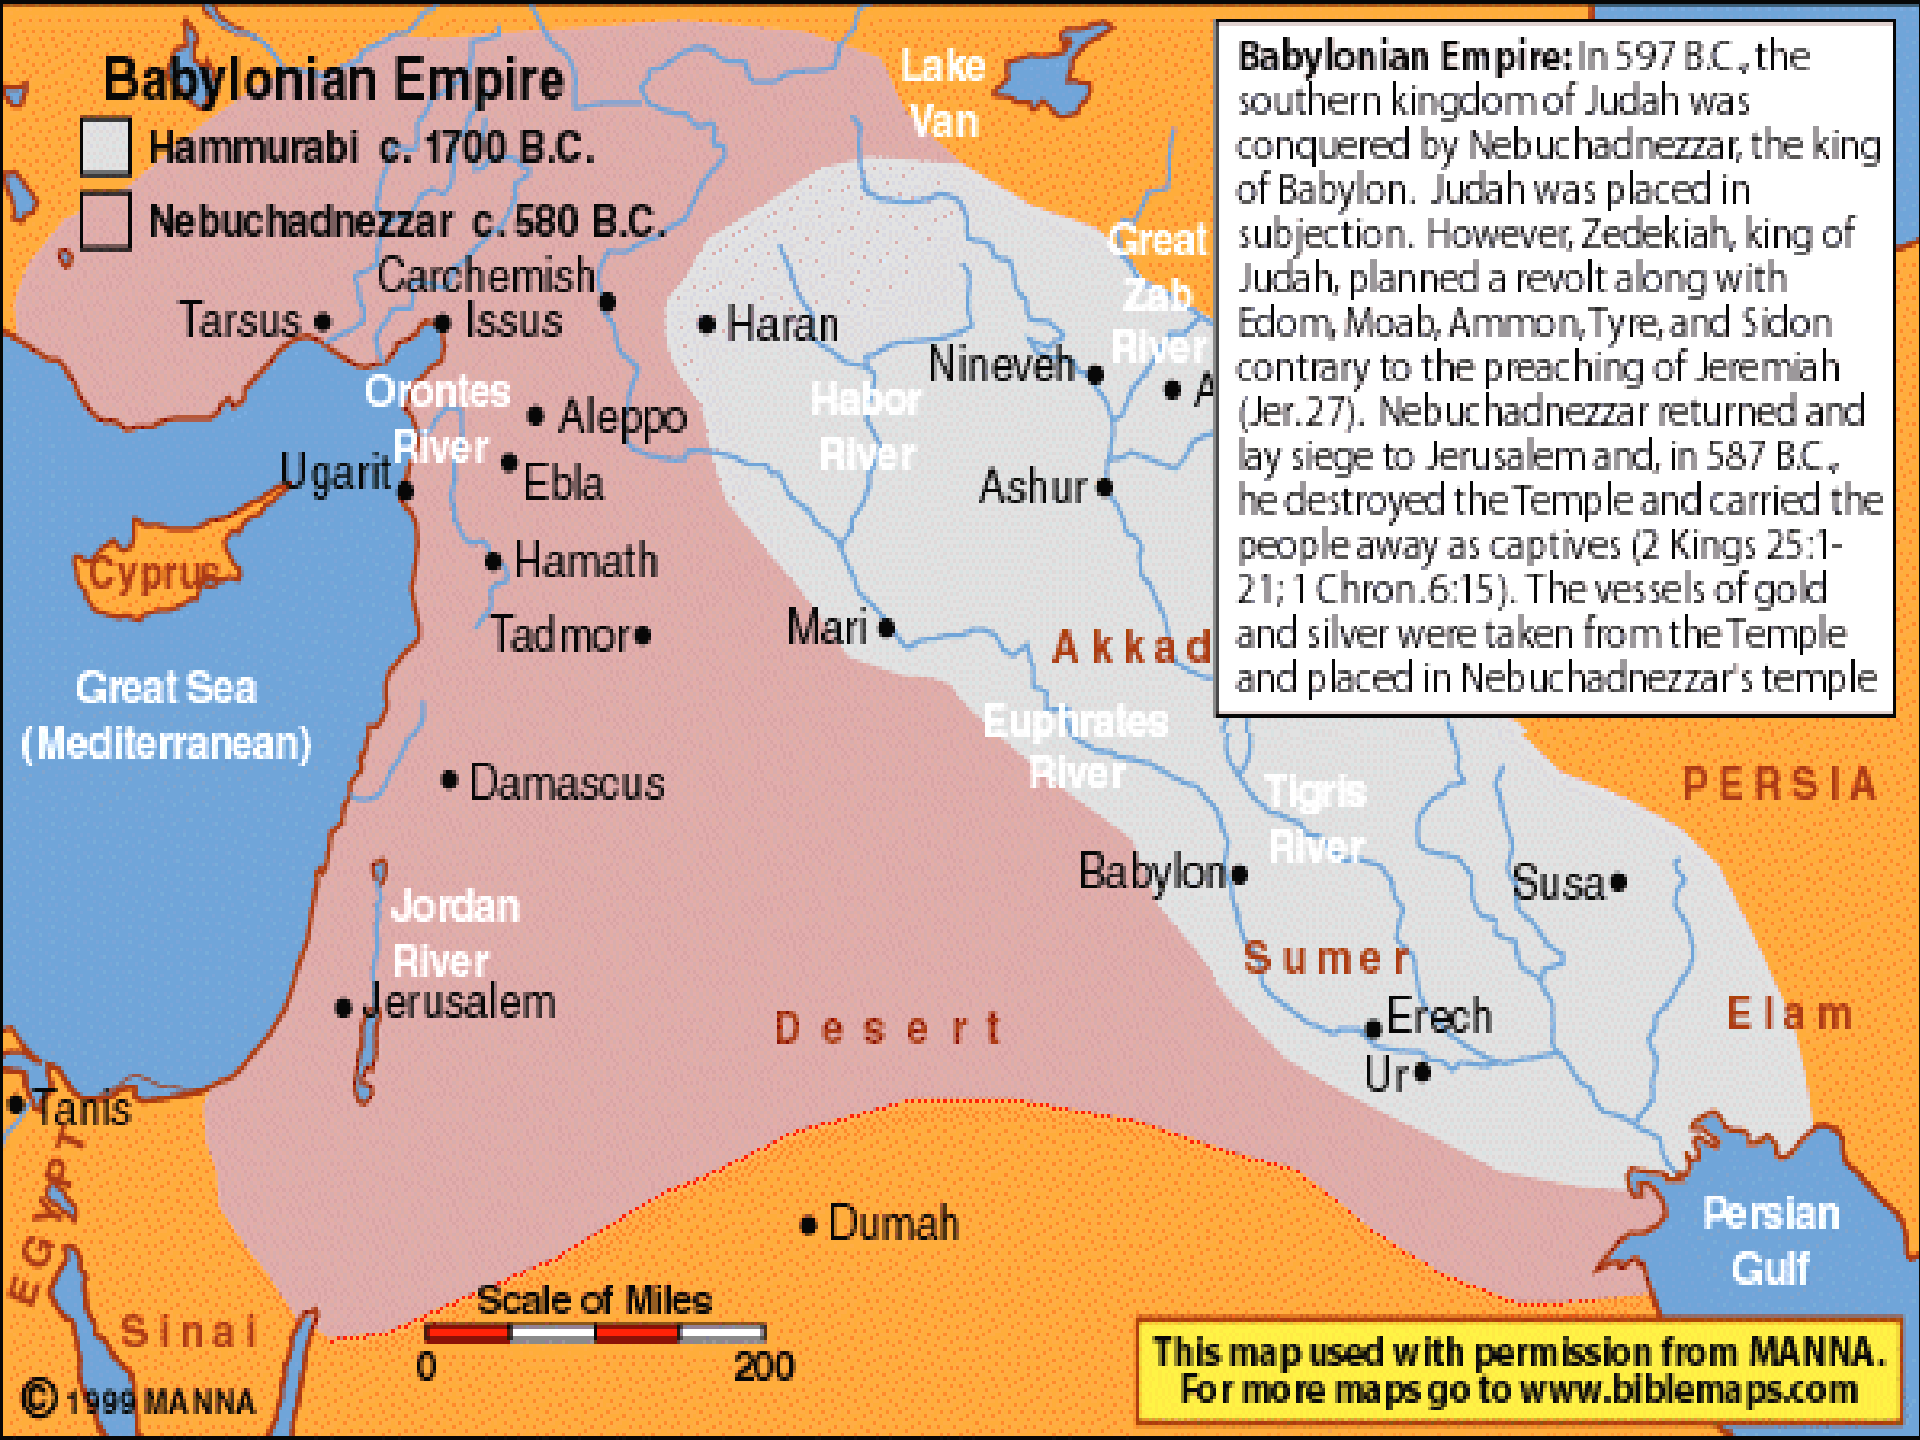 Babylonian Empire
Hammurabi c. 1700 B.C.
Nebuchadnezzar c. 580 B.C.
Babylonian Empire: In 597 B.C., the
southern kingdom of Judah was
conquered by Nebuchadnezzar, the king
of Babylon. Judah was placed in
subjection. However, Zedekiah, king of
Judah, planned a revolt along with
Edom, Moab, Ammon, Tyre, and Sidon
contrary to the preaching of Jeremiah
(Jer.27). Nebuchadnezzar returned and
lay siege to Jerusalem and, in 587 B.C.,
he destroyed the Temple and carried the
people away as captives (2 Kings 25:1-
21; 1 Chron.6:15). The vessels of gold
and silver were taken from the Temple
and placed in Nebuchadnezzar's temple
Lake
Van
Great
Zab
River
Carchemish
Tarsus
Issus
Haran
Nineveh
A
Orontes
River
Aleppo
Habor
River
Ugarit
Ebla
Ashur
Cyprus
Hamath
Tadmor
Mari
Akkad
Great Sea
(Mediterranean)
Euphrates
River
Damascus
Tigris
River
PERSIA
Babylon
Susa
Jordan
River
Sumer
Jerusalem
Desert
Erech
Elam
Ur
Tanis
EGYPT
Dumah
Persian
Gulf
Sinai
Scale of Miles
0 200
© 1999 MANNA
This map used with permission from MANNA.
For more maps go to www.biblemaps.com